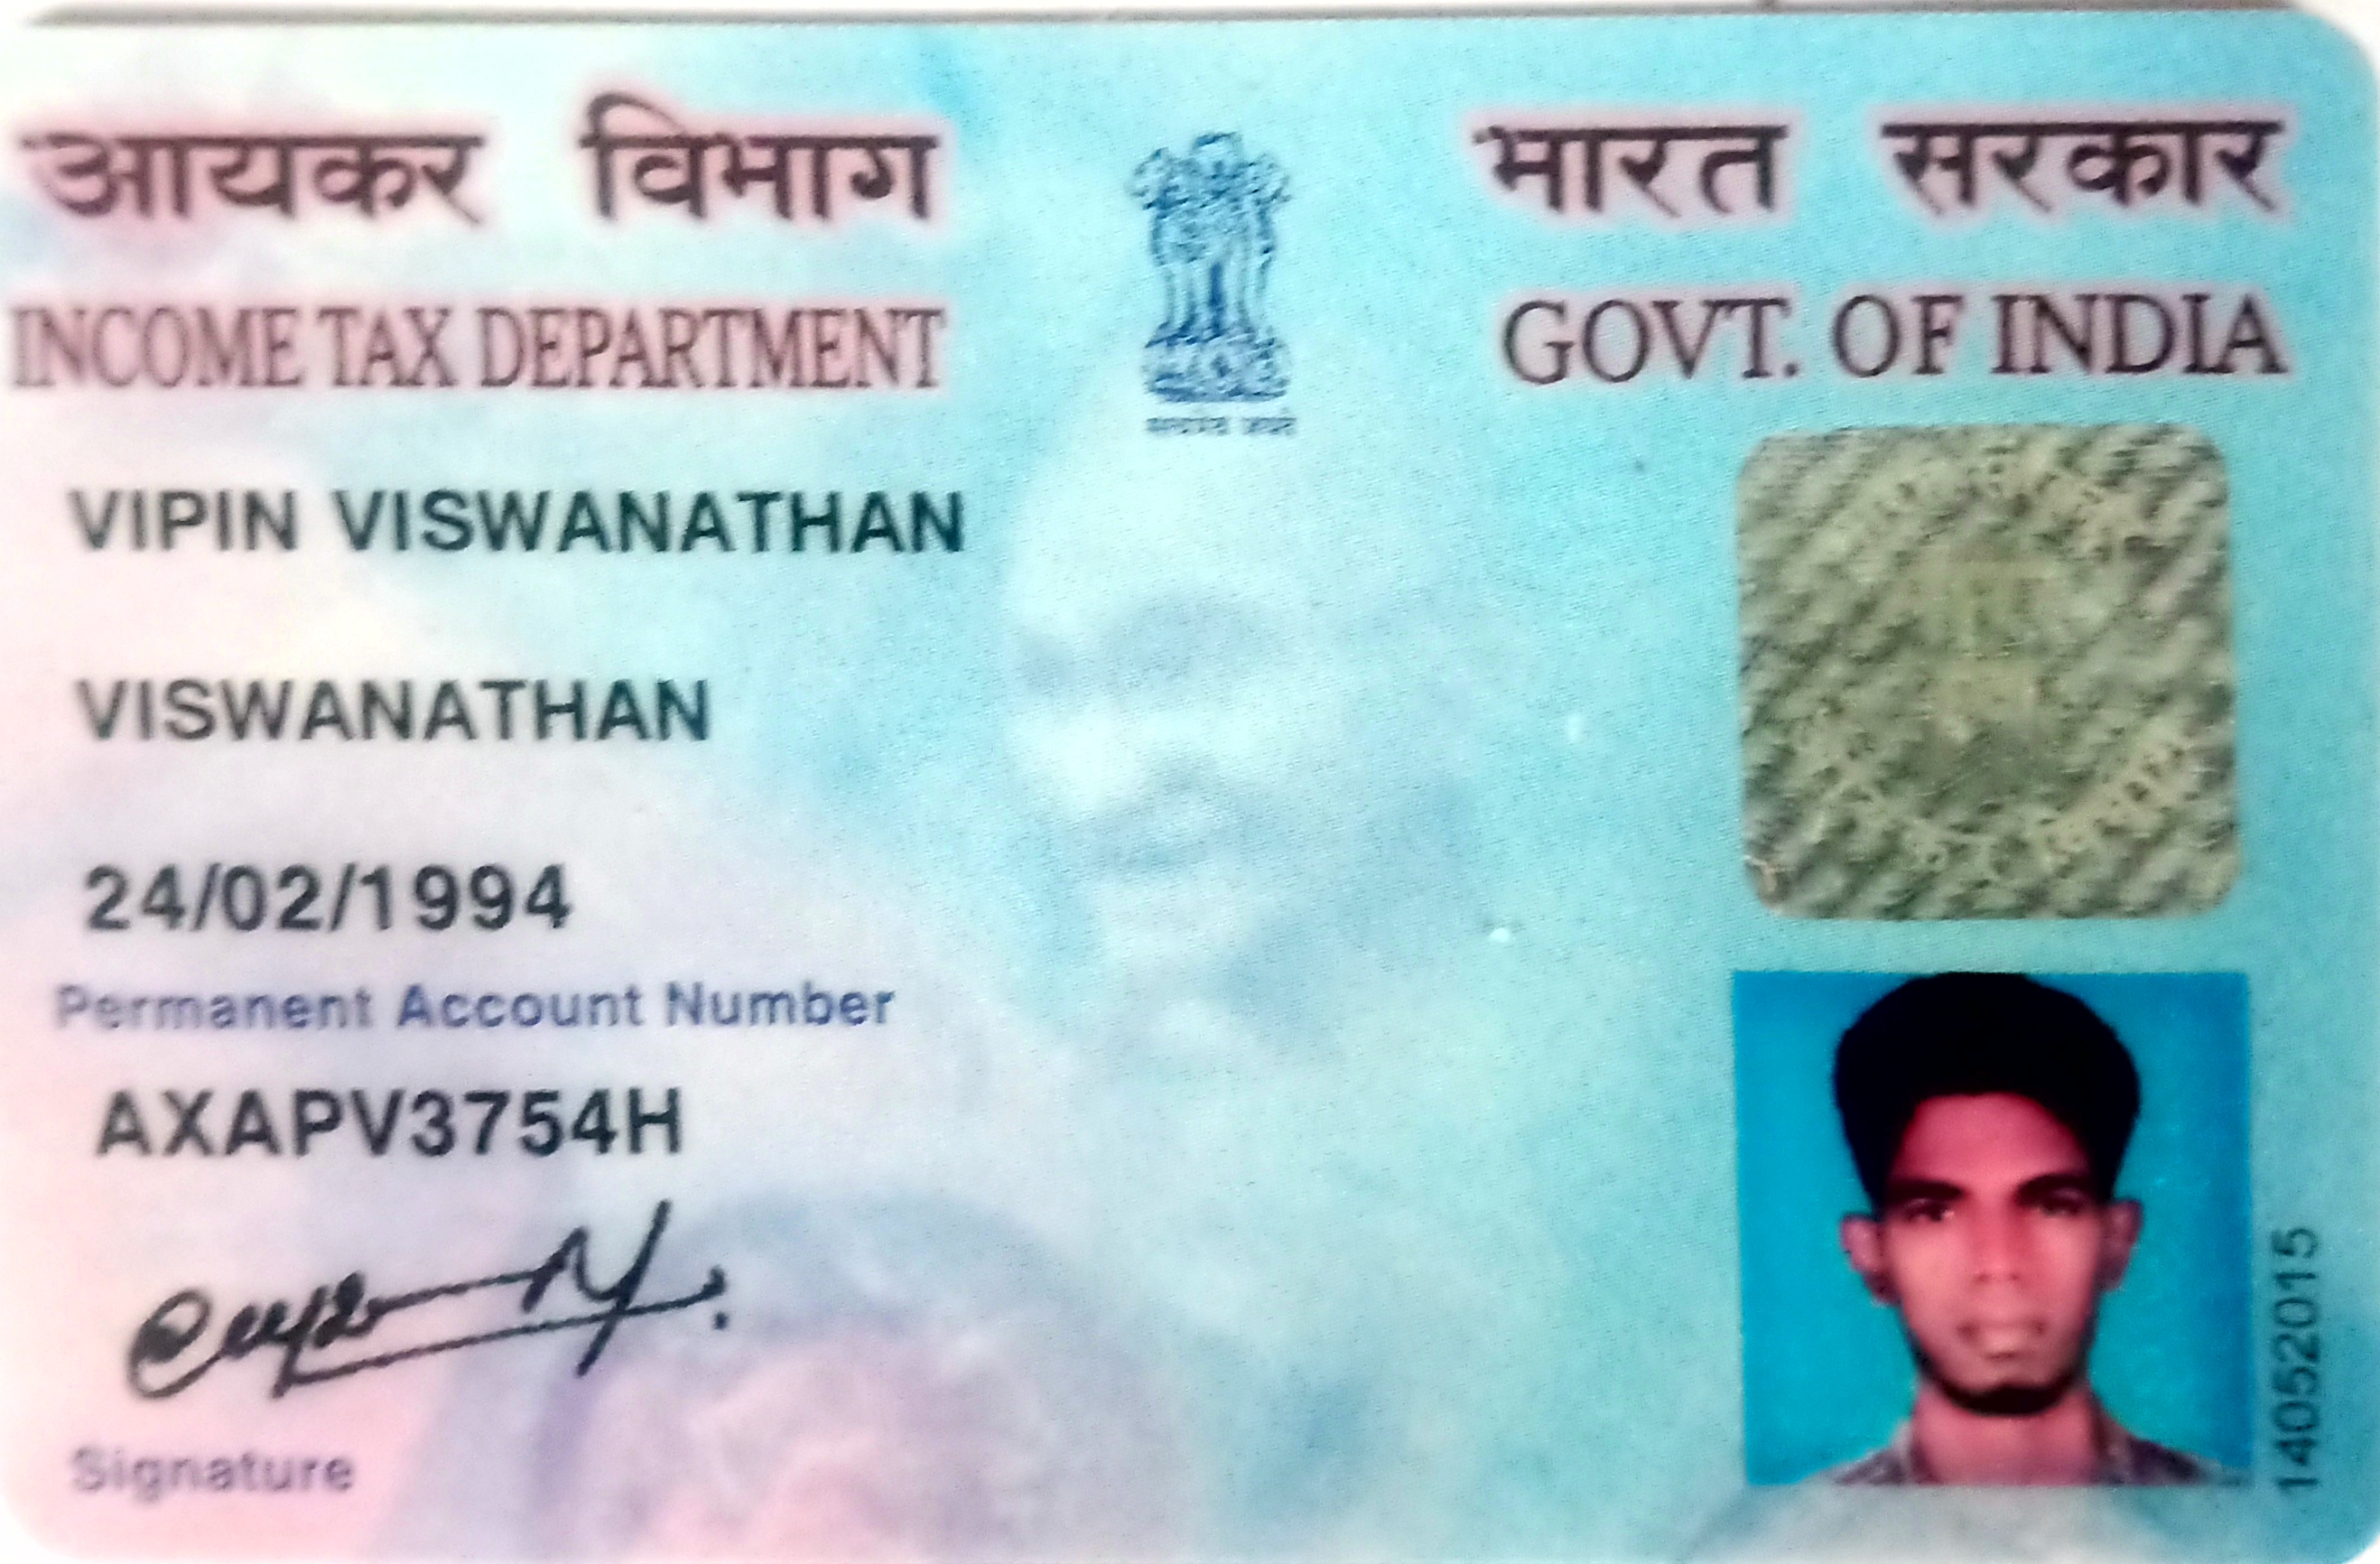 आयकर विभाग
INCOME TAX DEPARTMENT
भारत सरकार
GOVT. OF INDIA
सत्यमेव जयते
VIPIN VISWANATHAN
VISWANATHAN
24/02/1994
Permanent Account Number
AXAPV3754H
Signature
14052015